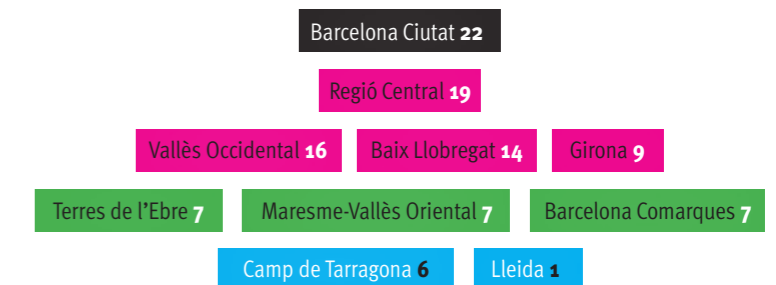 Barcelona Ciutat 22
Regió Central 19
Vallès Occidental 16 Baix Llobregat 14 Girona 9
Terres de l’Ebre 7 Maresme-Vallès Oriental 7 Barcelona Comarques 7
Camp de Tarragona 6 Lleida 1